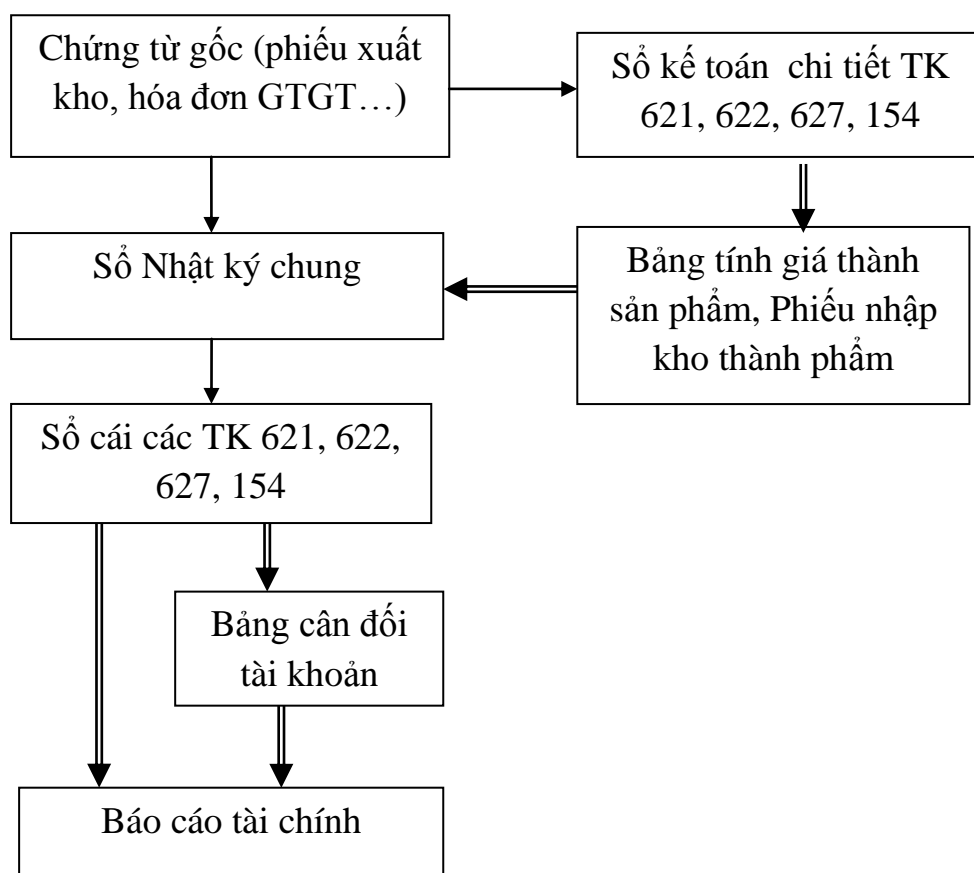 Chứng từ gốc (phiếu xuất
kho, hóa đơn GTGT…)
Sổ kế toán chi tiết TK
621, 622, 627, 154
Sổ Nhật ký chung
Bảng tính giá thành
sản phẩm, Phiếu nhập
kho thành phẩm
Sổ cái các TK 621, 622,
627, 154
Bảng cân đối
tài khoản
Báo cáo tài chính